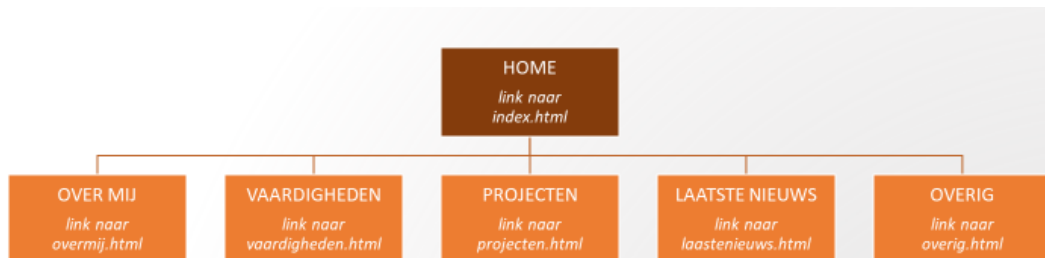 HOME
link naar
index.html
OVER MIJ
link naar
overmij.html
VAARDIGHEDEN
link naar
vaardigheden.html
PROJECTEN
link naar
projecten.html
LAATSTE NIEUWS
link naar
laastenieuws.html
OVERIG
link naar
overig.html